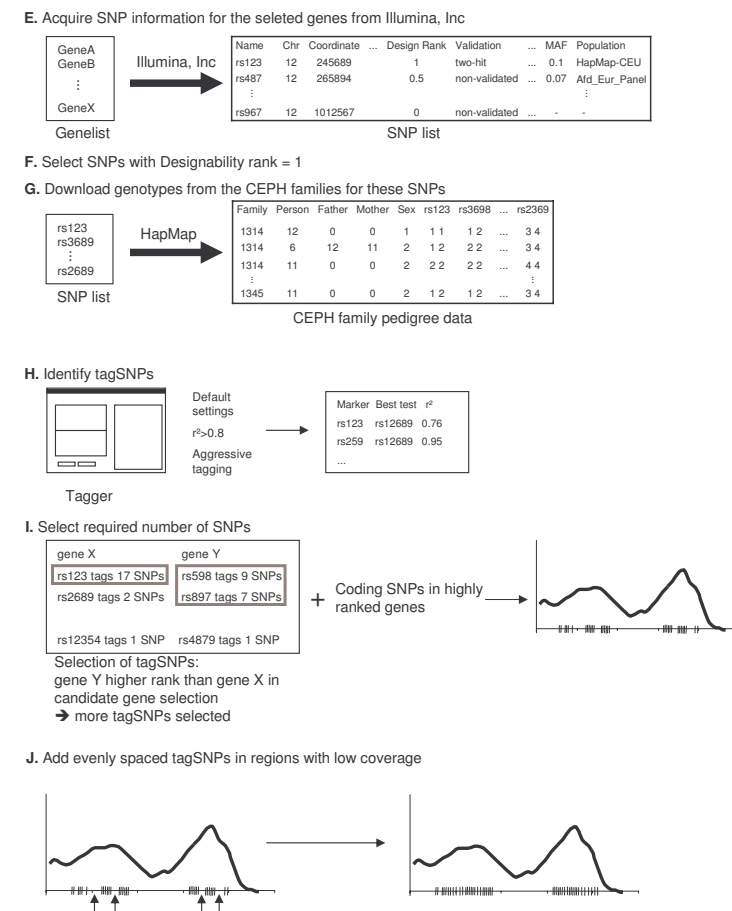 E. Acquire SNP information for the seleted genes from Illumina, Inc
GeneA
GeneB
⋮
GeneX
Genelist
Illumina, Inc
Name Chr Coordinate ... Design Rank Validation ... MAF Population
rs123 12 245689 1 two-hit ... 0.1 HapMap-CEU
rs487 12 265894 0.5 non-validated ... 0.07 Afd_Eur_Panel
⋮ ⋮
rs967 12 1012567 0 non-validated ... - -
SNP list
F. Select SNPs with Designability rank = 1
G. Download genotypes from the CEPH families for these SNPs
rs123
rs3689
⋮
rs2689
SNP list
HapMap
Family Person Father Mother Sex rs123 rs3698 ... rs2369
1314 12 0 0 1 1 1 1 2 ... 3 4
1314 6 12 11 2 1 2 2 2 ... 3 4
1314 11 0 0 2 2 2 2 2 ... 4 4
⋮ ⋮
1345 11 0 0 2 1 2 1 2 ... 3 4
CEPH family pedigree data
H. Identify tagSNPs
Tagger
Default
settings
r²>0.8
Aggressive
tagging
Marker Best test r²
rs123 rs12689 0.76
rs259 rs12689 0.95
...
I. Select required number of SNPs
gene X gene Y
rs123 tags 17 SNPs rs598 tags 9 SNPs
rs2689 tags 2 SNPs rs897 tags 7 SNPs
rs12354 tags 1 SNP rs4879 tags 1 SNP
+ Coding SNPs in highly
ranked genes
Selection of tagSNPs:
gene Y higher rank than gene X in
candidate gene selection
➔ more tagSNPs selected
J. Add evenly spaced tagSNPs in regions with low coverage